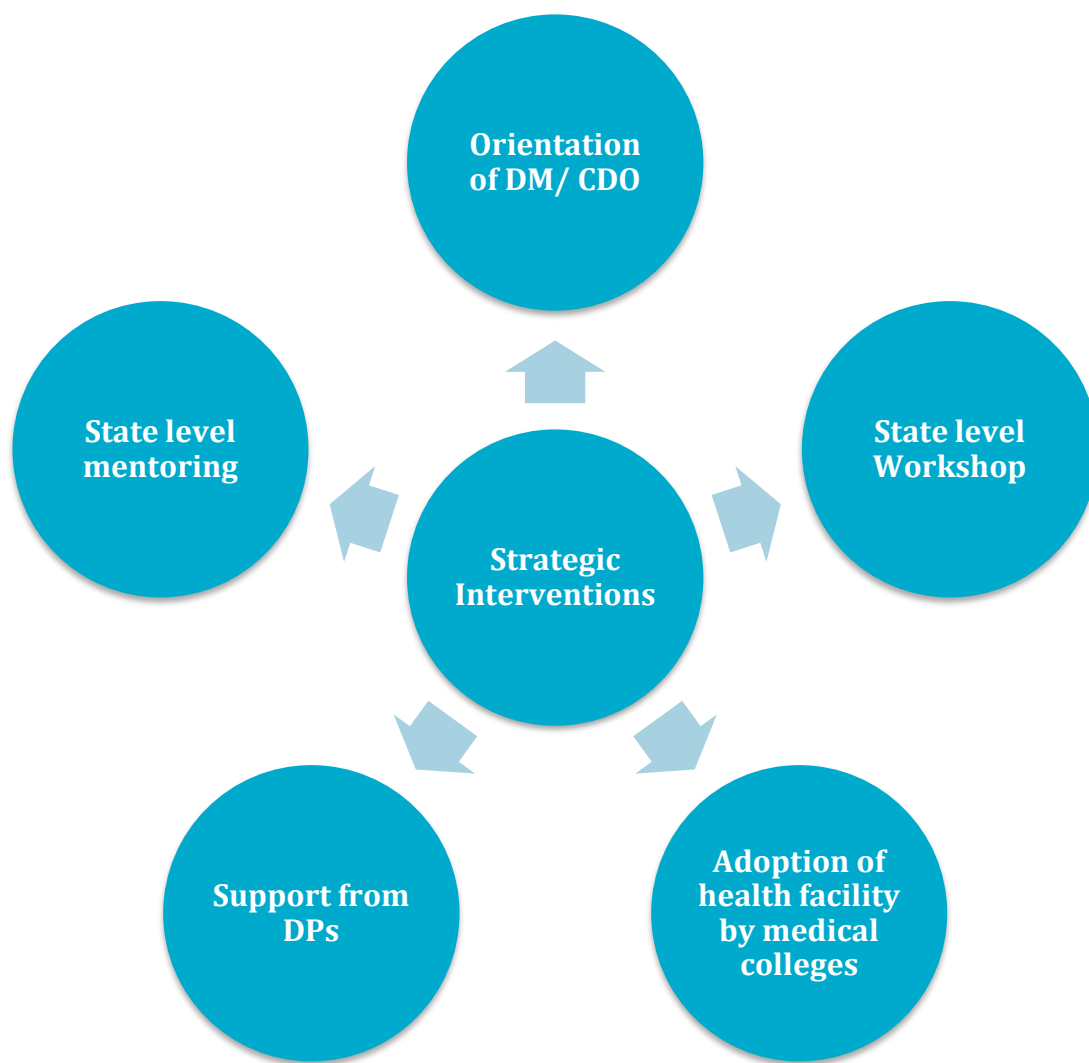 Orientation
of DM/ CDO
State level
mentoring
State level
Workshop
Strategic
Interventions
Support from
DPs
Adoption of
health facility
by medical
colleges